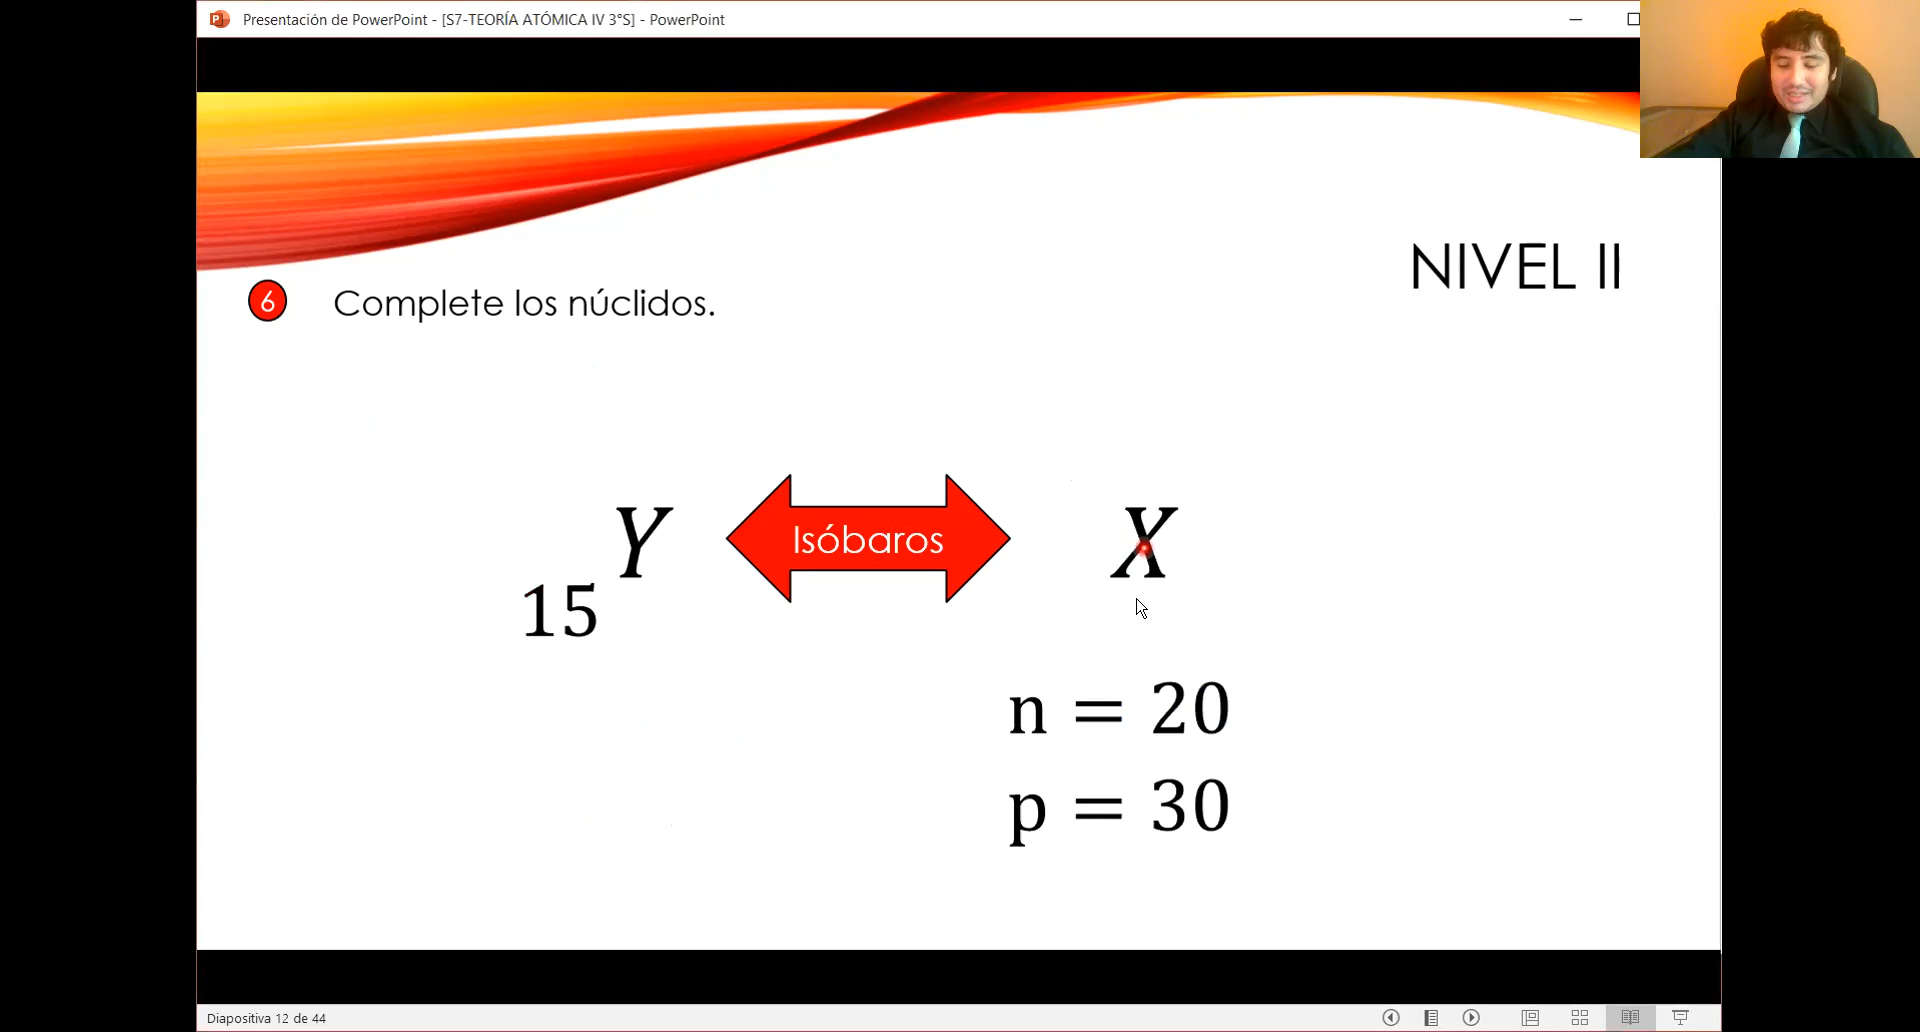 Presentación de PowerPoint - [S7-TEORÍA ATÓMICA IV 3°S] - PowerPoint
NIVEL II
6 Complete los núclidos.
Y Isóbaros X
15
n = 20
p = 30
Diapositiva 12 de 44